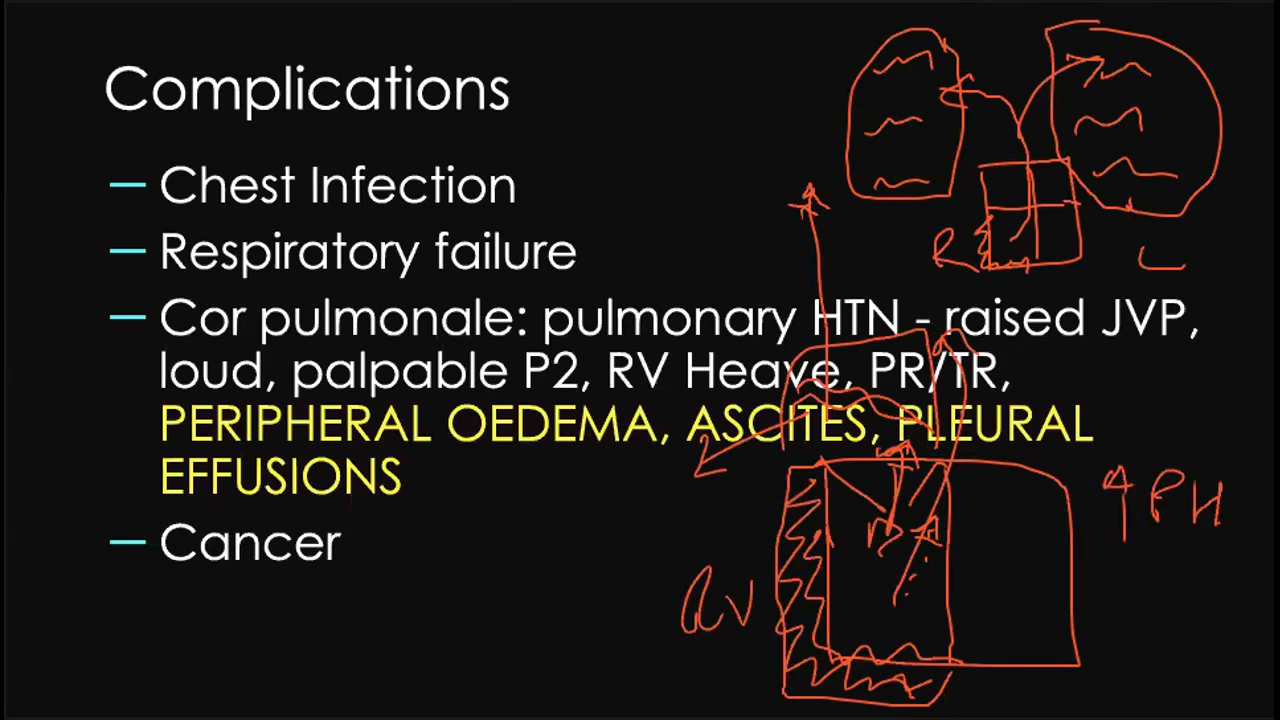 Complications
— Chest Infection
— Respiratory failure
— Cor pulmonale: pulmonary HTN - raised JVP,
loud, palpable P2, RV Heave, PR/TR,
PERIPHERAL OEDEMA, ASCITES, PLEURAL
EFFUSIONS
— Cancer
R
L
PH
RV